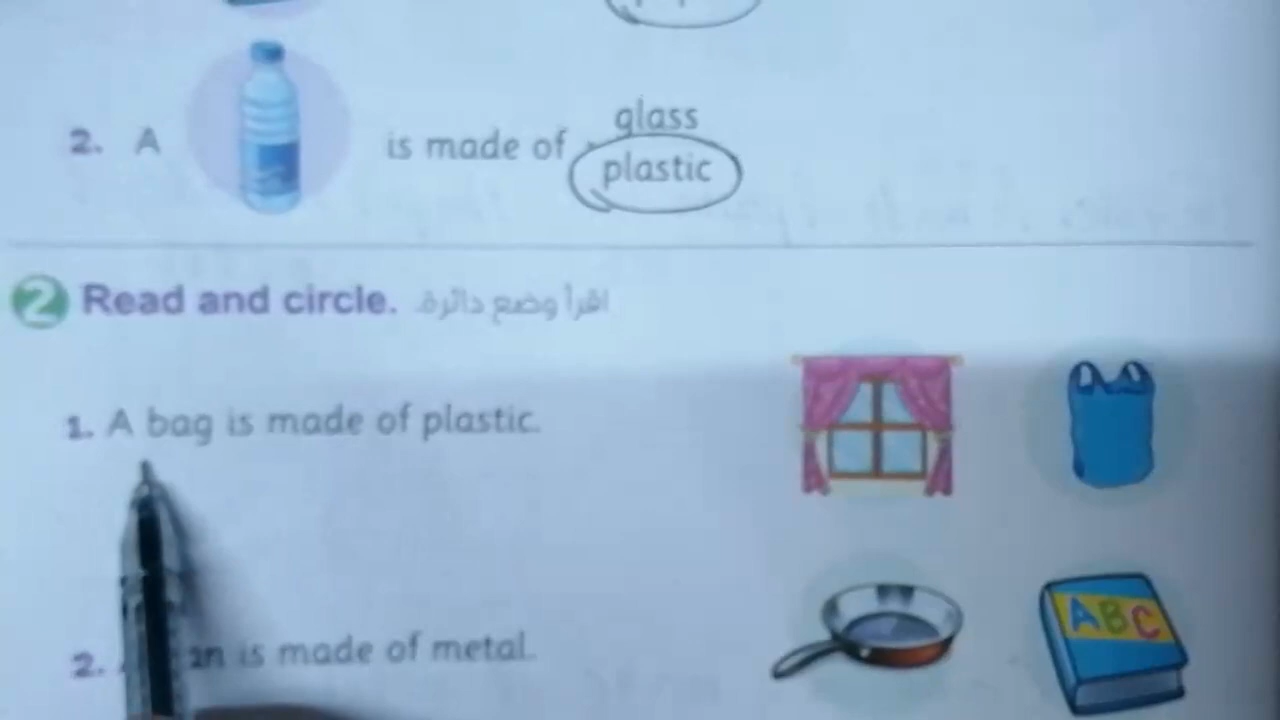 glass
2. A is made of
plastic
2 Read and circle. اقرأ وضع دائرة.
1. A bag is made of plastic.
2. is made of metal.
ABC